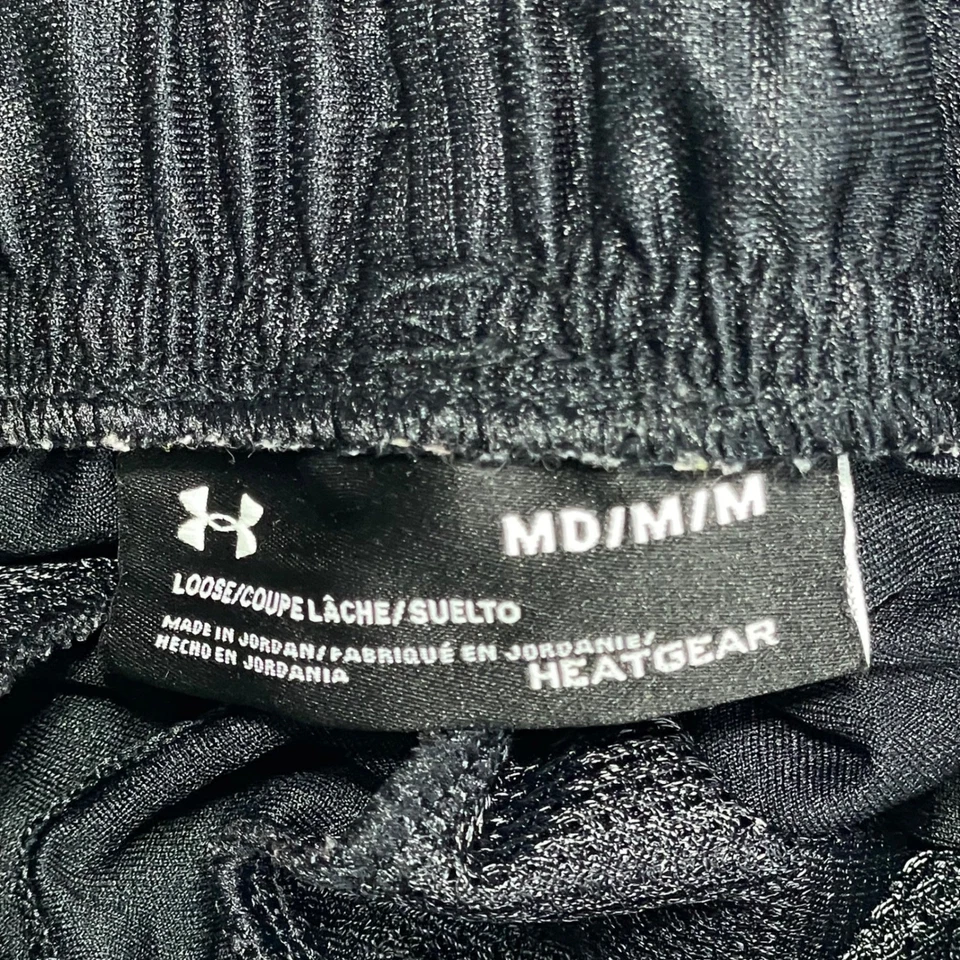 MD/M/M
LOOSE/COUPE LÂCHE/SUELTO
MADE IN JORDAN/FABRIQUÉ EN JORDANIE/
HECHO EN JORDANIA
HEATGEAR